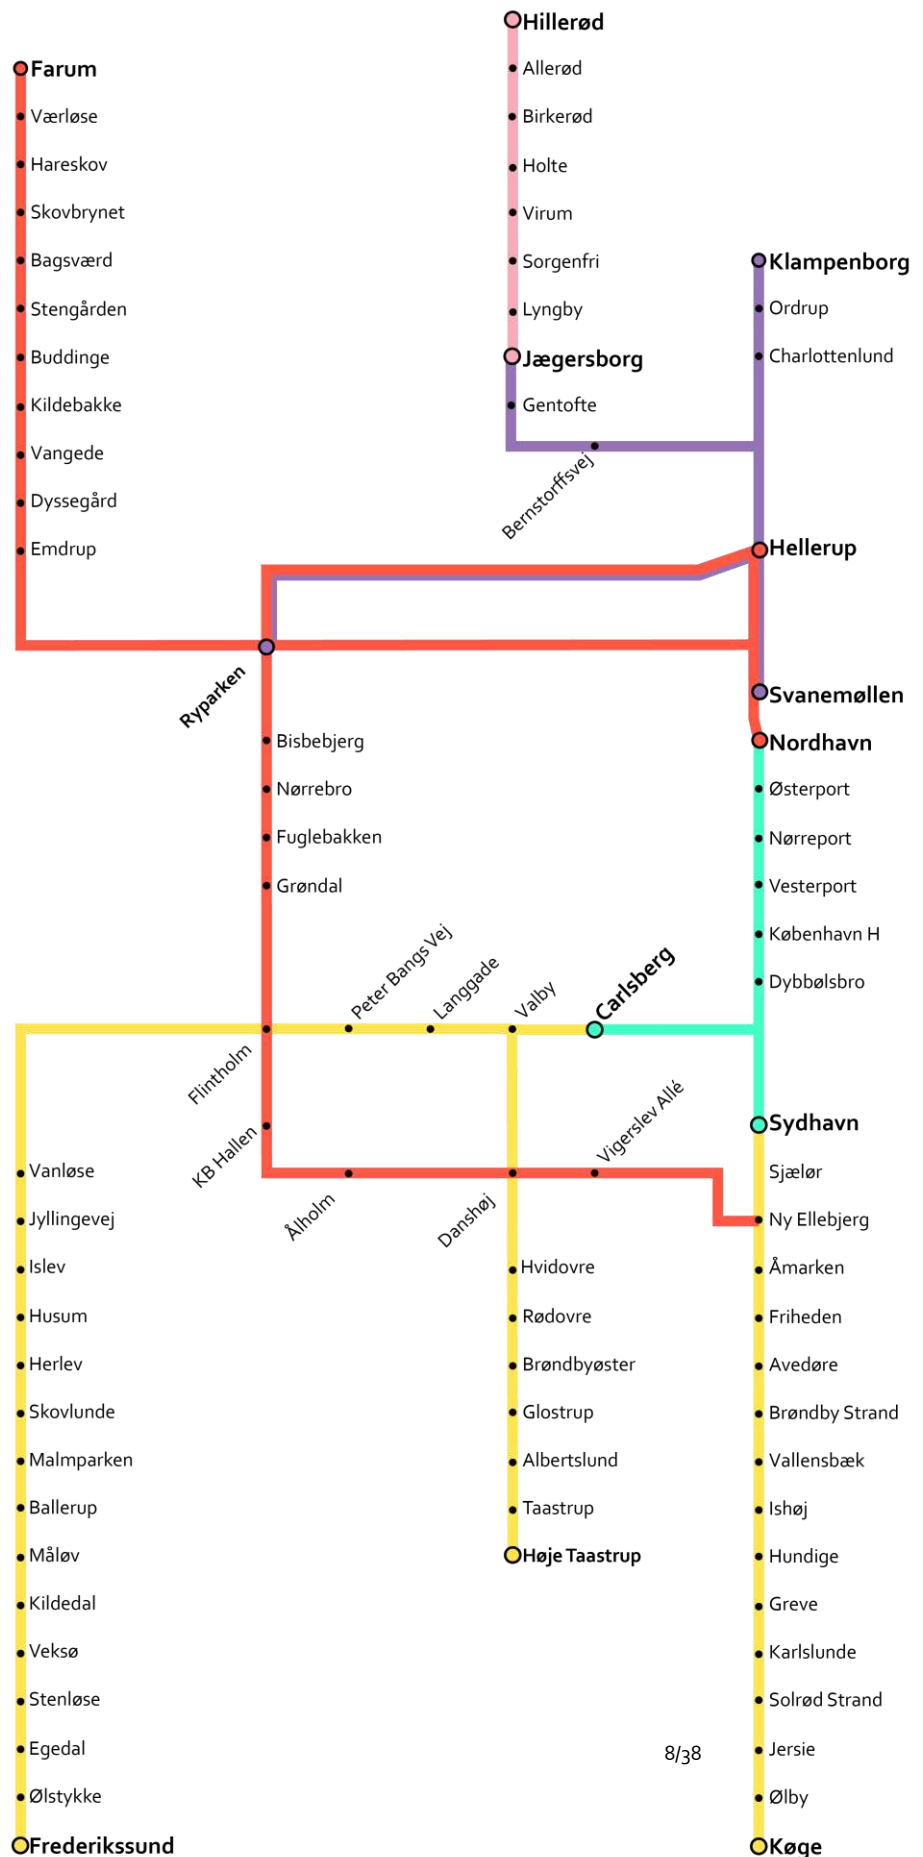 Hillerød
Allerød
Birkerød
Holte
Virum
Sorgenfri
Lyngby
Jægersborg
Gentofte
Bernstorffsvej
Farum
Værløse
Hareskov
Skovbrynet
Bagsværd
Stengården
Buddinge
Kildebakke
Vangede
Dyssegård
Emdrup
Klampenborg
Ordrup
Charlottenlund
Hellerup
Svanemøllen
Nordhavn
Østerport
Nørreport
Vesterport
København H
Dybbølsbro
Ryparken
Bisbebjerg
Nørrebro
Fuglebakken
Grøndal
Flintholm
Peter Bangs Vej
Langgade
Valby
Carlsberg
KB Hallen
Ålholm
Danshøj
Vigerslev Allé
Sydhavn
Sjælør
Ny Ellebjerg
Åmarken
Friheden
Avedøre
Brøndby Strand
Vallensbæk
Ishøj
Hundige
Greve
Karlslunde
Solrød Strand
Jersie
Ølby
Køge
Vanløse
Jyllingevej
Islev
Husum
Herlev
Skovlunde
Malmparken
Ballerup
Måløv
Kildedal
Veksø
Stenløse
Egedal
Ølstykke
Frederikssund
Hvidovre
Rødovre
Brøndbyøster
Glostrup
Albertslund
Taastrup
Høje Taastrup
8/38